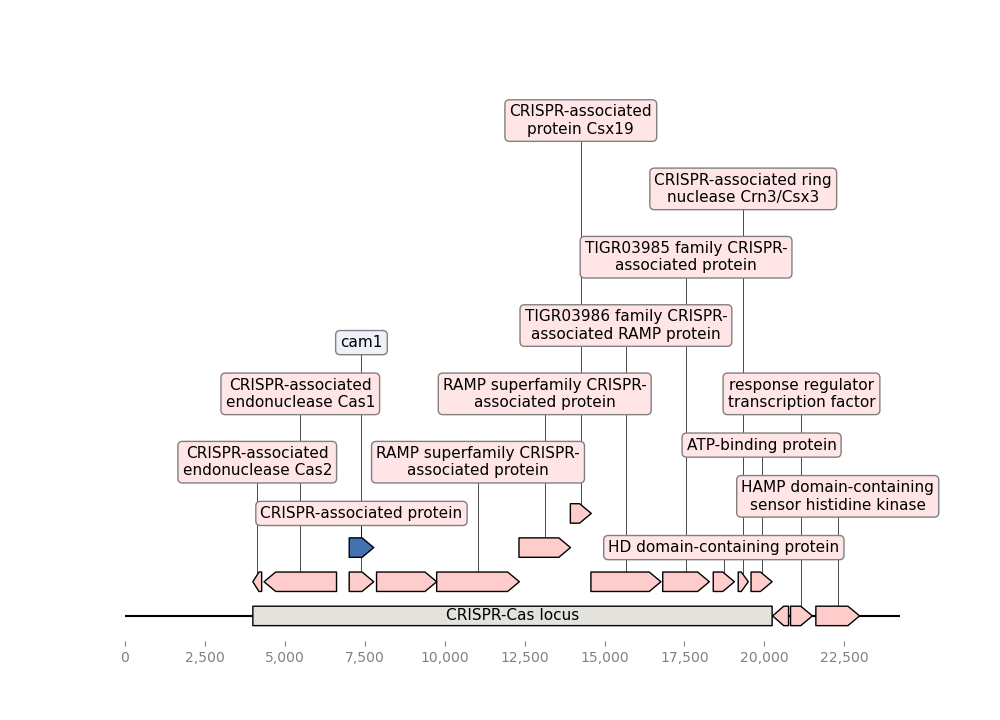 CRISPR-associated
protein Csx19
CRISPR-associated ring
nuclease Crn3/Csx3
TIGR03985 family CRISPR-
associated protein
TIGR03986 family CRISPR-
associated RAMP protein
cam1
CRISPR-associated
endonuclease Cas1
RAMP superfamily CRISPR-
associated protein
response regulator
transcription factor
ATP-binding protein
CRISPR-associated
endonuclease Cas2
RAMP superfamily CRISPR-
associated protein
HAMP domain-containing
sensor histidine kinase
CRISPR-associated protein
HD domain-containing protein
CRISPR-Cas locus
0 2,500 5,000 7,500 10,000 12,500 15,000 17,500 20,000 22,500